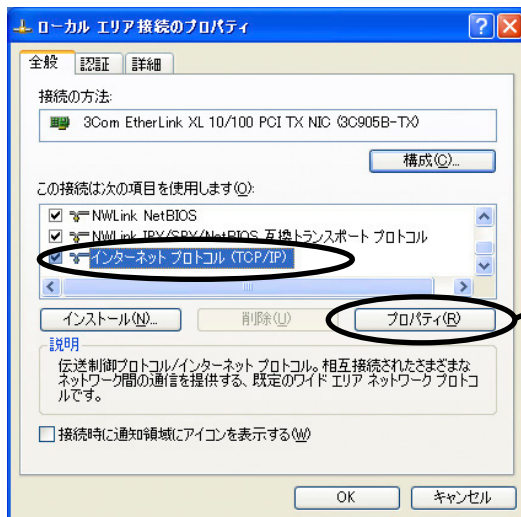 ローカル エリア接続のプロパティ
全般 認証 詳細
接続の方法:
3Com EtherLink XL 10/100 PCI TX NIC (3C905B-TX)
構成(C)...
この接続は次の項目を使用します(O):
NWLink NetBIOS
NWLink IPX/SPX/NetBIOS 互換トランスポート プロトコル
インターネット プロトコル (TCP/IP)
インストール(N)... 削除(U) プロパティ(R)
説明
伝送制御プロトコル/インターネット プロトコル。相互接続されたさまざまな
ネットワーク間の通信を提供する、既定のワイド エリア ネットワーク プロトコ
ルです。
接続時に通知領域にアイコンを表示する(W)
OK キャンセル